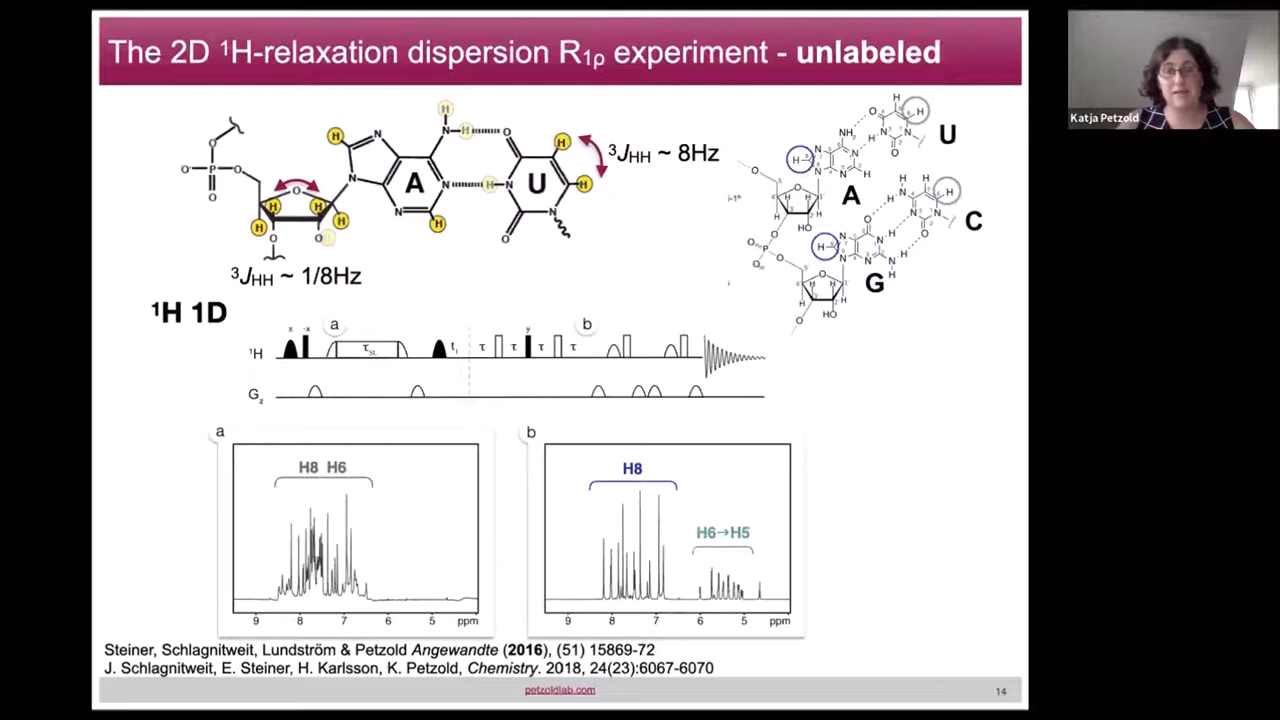 The 2D ¹H-relaxation dispersion R₁ρ experiment - unlabeled
Katja Petzold
³JHH ~ 8Hz
A
U
³JHH ~ 1/8Hz
U
A
C
G
¹H 1D
a
b
x
-x
y
¹H
τSL
t₁
τ
τ
τ
τ
Gz
a
H8 H6
9 8 7 6 5 ppm
b
H8
H6→H5
9 8 7 6 5 ppm
Steiner, Schlagnitweit, Lundström & Petzold Angewandte (2016), (51) 15869-72
J. Schlagnitweit, E. Steiner, H. Karlsson, K. Petzold, Chemistry. 2018, 24(23):6067-6070
petzoldlab.com
14